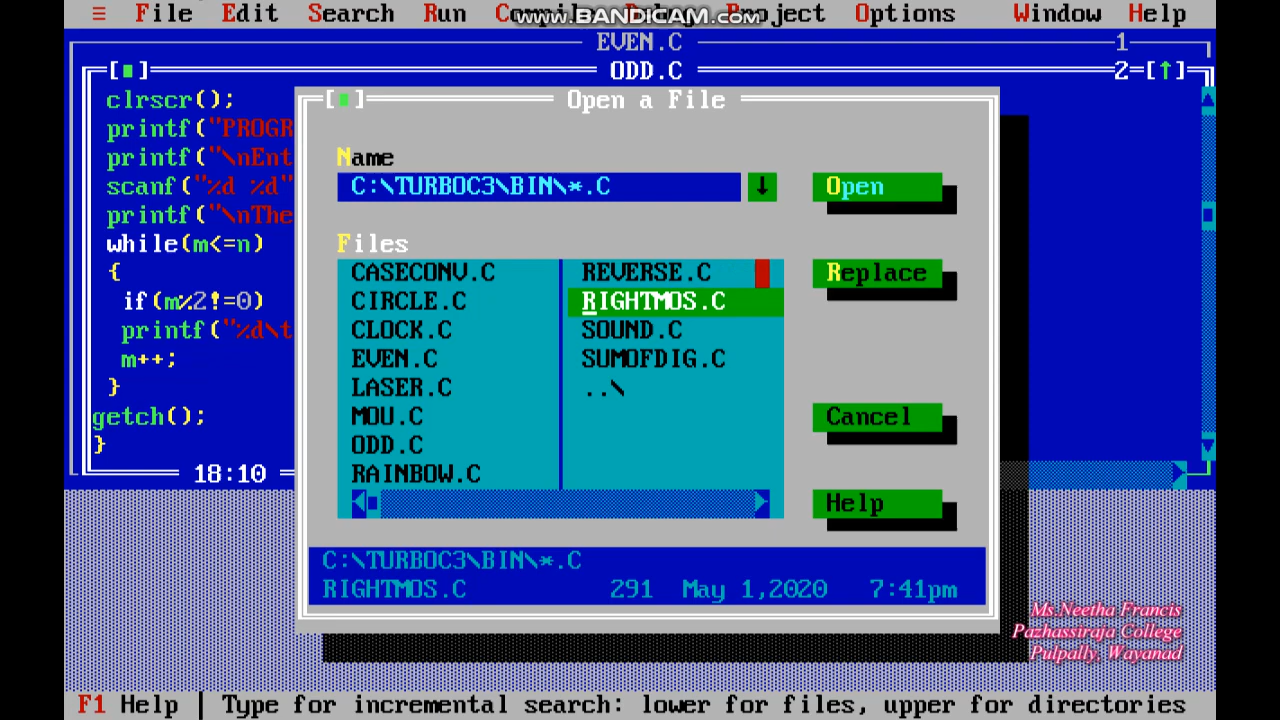 ≡ File Edit Search Run Compile Debug Project Options Window Help
www.BANDICAM.com
EVEN.C 1
[■] ODD.C 2=[↑]
clrscr();
printf("PROGR
printf("\nEnt
scanf("%d %d"
printf("\nThe
while(m<=n)
{
if(m%2!=0)
printf("%d\t
m++;
}
getch();
}
18:10
[■] Open a File
Name
C:\TURBOC3\BIN\*.C ↓
Open
Files
CASECONV.C
CIRCLE.C
CLOCK.C
EVEN.C
LASER.C
MOU.C
ODD.C
RAINBOW.C
REVERSE.C
RIGHTMOS.C
SOUND.C
SUMOFDIG.C
..\
Replace
Cancel
Help
C:\TURBOC3\BIN\*.C
RIGHTMOS.C 291 May 1,2020 7:41pm
Ms.Neetha Francis
Pazhassiraja College
Pulpally, Wayanad
F1 Help │ Type for incremental search: lower for files, upper for directories